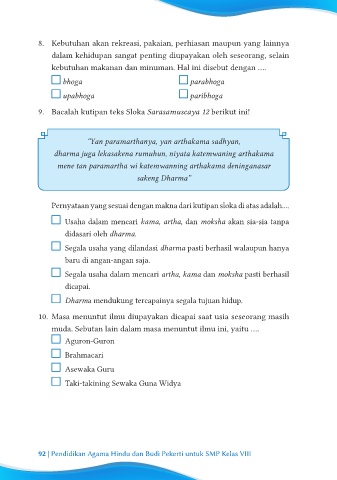 8. Kebutuhan akan rekreasi, pakaian, perhiasan maupun yang lainnya
dalam kehidupan sangat penting diupayakan oleh seseorang, selain
kebutuhan makanan dan minuman. Hal ini disebut dengan ....
bhoga
parabhoga
upabhoga
paribhoga
9. Bacalah kutipan teks Sloka Sarasamuscaya 12 berikut ini!
"Yan paramarthanya, yan arthakama sadhyan,
dharma juga lekasakena rumuhun, niyata katemwaning arthakama
mene tan paramartha wi katemwanning arthakama deninganasar
sakeng Dharma"
Pernyataan yang sesuai dengan makna dari kutipan sloka di atas adalah....
Usaha dalam mencari kama, artha, dan moksha akan sia-sia tanpa
didasari oleh dharma.
Segala usaha yang dilandasi dharma pasti berhasil walaupun hanya
baru di angan-angan saja.
Segala usaha dalam mencari artha, kama dan moksha pasti berhasil
dicapai.
Dharma mendukung tercapainya segala tujuan hidup.
10. Masa menuntut ilmu diupayakan dicapai saat usia seseorang masih
muda. Sebutan lain dalam masa menuntut ilmu ini, yaitu ....
Aguron-Guron
Brahmacari
Asewaka Guru
Taki-takining Sewaka Guna Widya
92 | Pendidikan Agama Hindu dan Budi Pekerti untuk SMP Kelas VIII